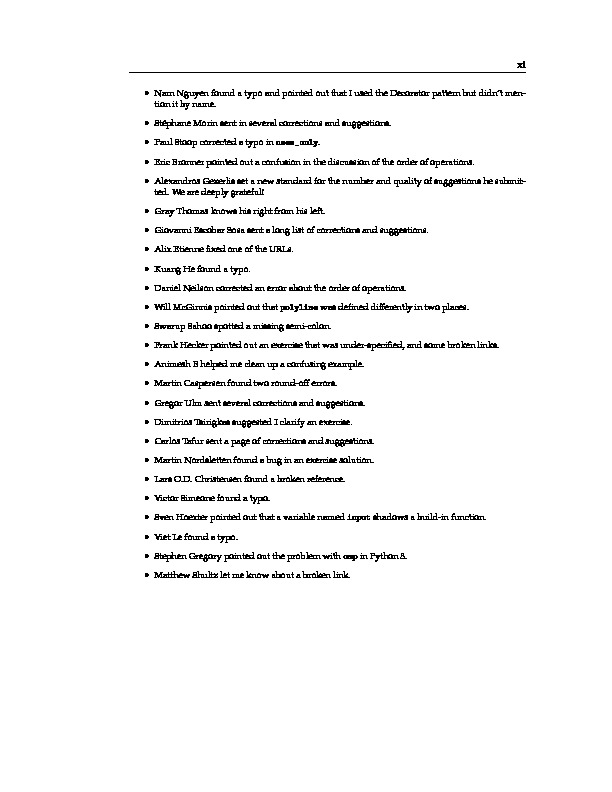 xi
• Nam Nguyen found a typo and pointed out that I used the Decorator pattern but didn't men-
tion it by name.
• Stéphane Morin sent in several corrections and suggestions.
• Paul Stoop corrected a typo in uses_only.
• Eric Bronner pointed out a confusion in the discussion of the order of operations.
• Alexandros Gezerlis set a new standard for the number and quality of suggestions he submit-
ted. We are deeply grateful!
• Gray Thomas knows his right from his left.
• Giovanni Escobar Sosa sent a long list of corrections and suggestions.
• Alix Etienne fixed one of the URLs.
• Kuang He found a typo.
• Daniel Neilson corrected an error about the order of operations.
• Will McGinnis pointed out that polyline was defined differently in two places.
• Swarup Sahoo spotted a missing semi-colon.
• Frank Hecker pointed out an exercise that was under-specified, and some broken links.
• Animesh B helped me clean up a confusing example.
• Martin Caspersen found two round-off errors.
• Gregor Ulm sent several corrections and suggestions.
• Dimitrios Tsirigkas suggested I clarify an exercise.
• Carlos Tafur sent a page of corrections and suggestions.
• Martin Nordsletten found a bug in an exercise solution.
• Lars O.D. Christensen found a broken reference.
• Victor Simeone found a typo.
• Sven Hoexter pointed out that a variable named input shadows a build-in function.
• Viet Le found a typo.
• Stephen Gregory pointed out the problem with cmp in Python 3.
• Matthew Shultz let me know about a broken link.